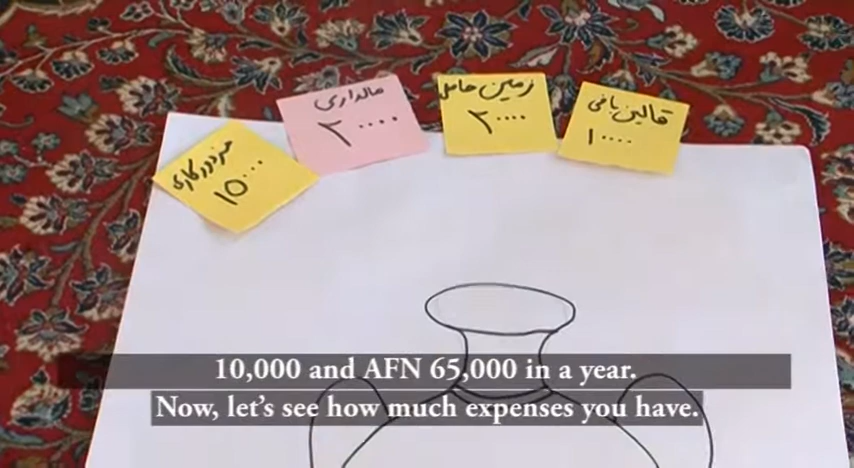 قالین بافی
۱۰۰۰۰
زمین حاصل
۲۰۰۰۰
مالداری
۲۰۰۰۰
مزدورکاری
۱۵۰۰۰
10,000 and AFN 65,000 in a year.
Now, let's see how much expenses you have.